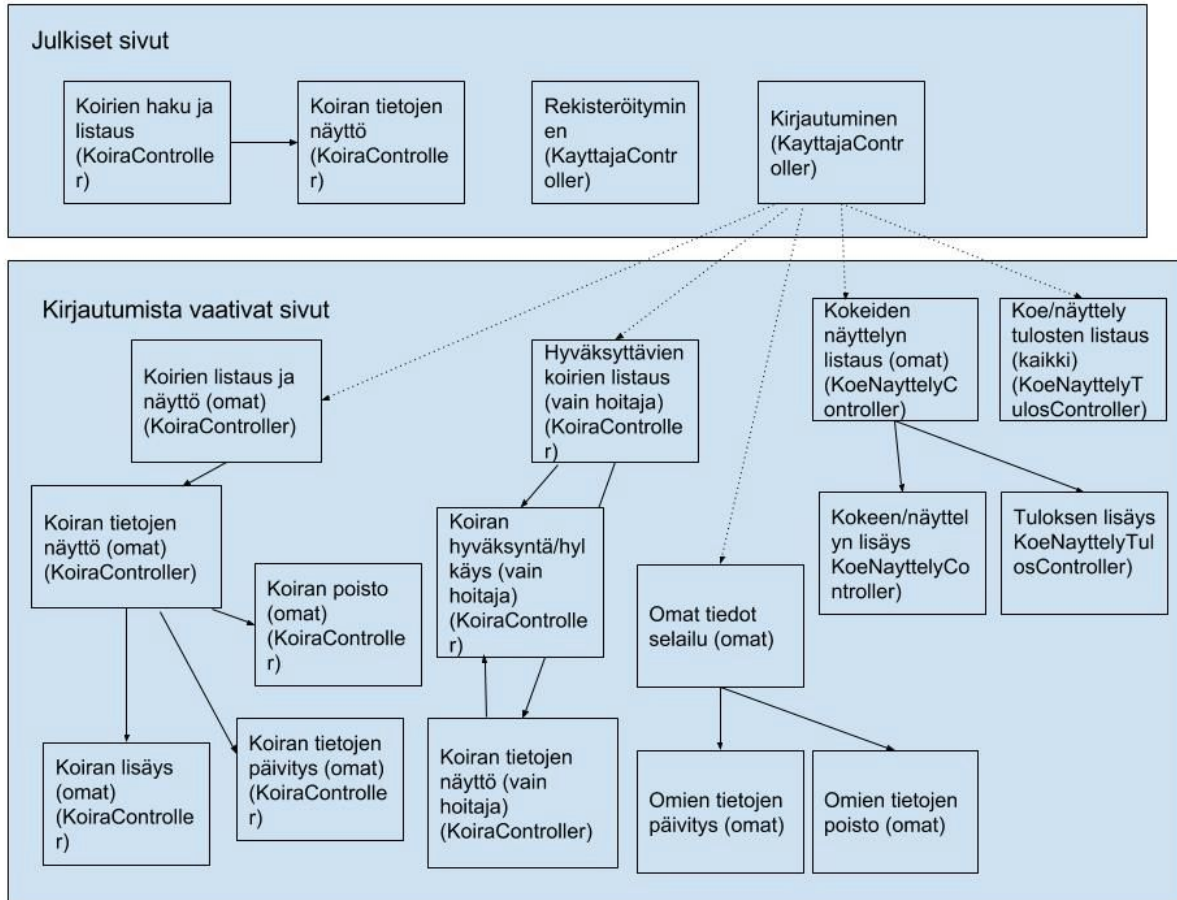 Julkiset sivut
Koirien haku ja
listaus
(KoiraControlle
r)
Koiran tietojen
näyttö
(KoiraControlle
r)
Rekisteröitymin
en
(KayttajaContr
oller)
Kirjautuminen
(KayttajaContr
oller)
Kirjautumista vaativat sivut
Koirien listaus ja
näyttö (omat)
(KoiraController)
Hyväksyttävien
koirien listaus
(vain hoitaja)
(KoiraControlle
r)
Kokeiden
näyttelyn
listaus (omat)
(KoeNayttelyC
ontroller)
Koe/näyttely
tulosten listaus
(kaikki)
(KoeNayttelyT
ulosController)
Koiran tietojen
näyttö (omat)
(KoiraController)
Koiran poisto
(omat)
(KoiraControlle
r)
Koiran
hyväksyntä/hyl
käys (vain
hoitaja)
(KoiraControlle
r)
Omat tiedot
selailu (omat)
Kokeen/näyttel
yn lisäys
KoeNayttelyCo
ntroller)
Tuloksen lisäys
KoeNayttelyTul
osController)
Koiran lisäys
(omat)
(KoiraControlle
r)
Koiran tietojen
päivitys (omat)
(KoiraControlle
r)
Koiran tietojen
näyttö (vain
hoitaja)
(KoiraController)
Omien tietojen
päivitys (omat)
Omien tietojen
poisto (omat)